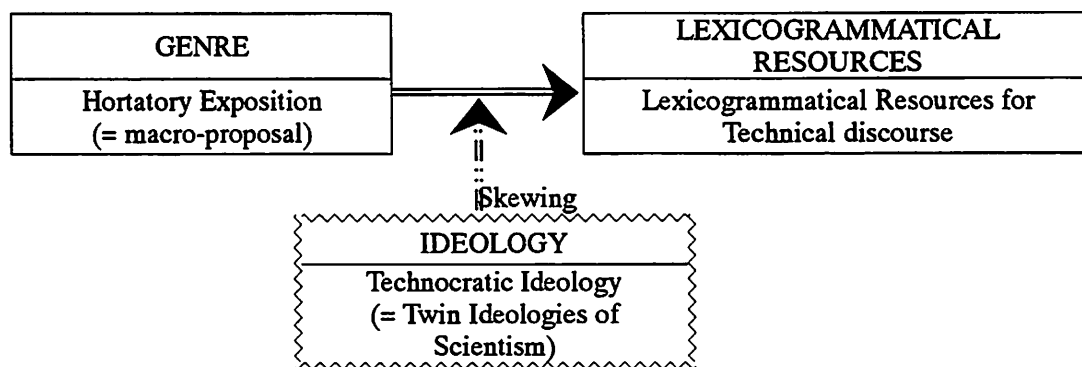 GENRE
Hortatory Exposition
(= macro-proposal)
LEXICOGRAMMATICAL
RESOURCES
Lexicogrammatical Resources for
Technical discourse
Skewing
IDEOLOGY
Technocratic Ideology
(= Twin Ideologies of
Scientism)